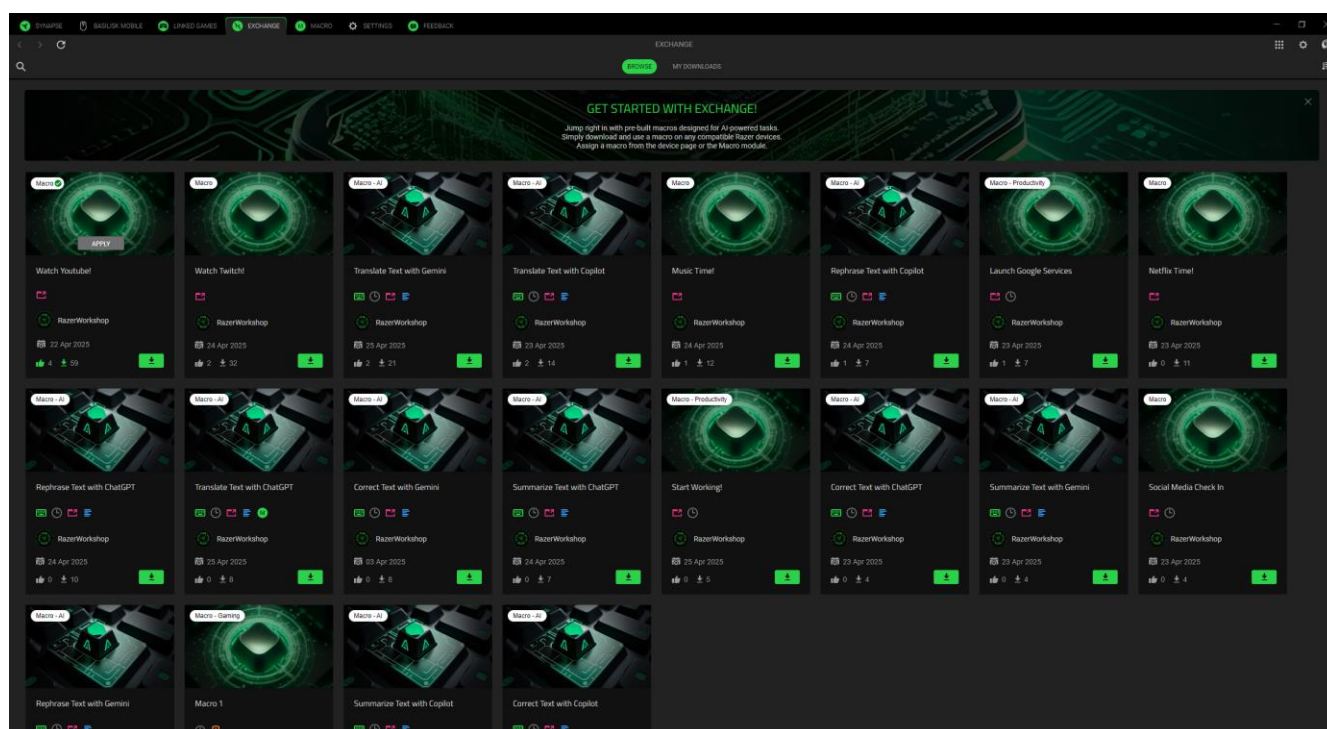 SYNAPSE
BASILISK MOBILE
LINKED GAMES
EXCHANGE
MACRO
SETTINGS
FEEDBACK
EXCHANGE
BROWSE
MY DOWNLOADS
GET STARTED WITH EXCHANGE!
Jump right in with pre-built macros designed for AI-powered tasks.
Simply download and use a macro on any compatible Razer devices.
Assign a macro from the device page or the Macro module.
Macro
APPLY
Watch Youtube!
RazerWorkshop
22 Apr 2025
4 59
Macro
Watch Twitch!
RazerWorkshop
24 Apr 2025
2 32
Macro - AI
Translate Text with Gemini
RazerWorkshop
25 Apr 2025
2 21
Macro - AI
Translate Text with Copilot
RazerWorkshop
23 Apr 2025
2 14
Macro
Music Time!
RazerWorkshop
24 Apr 2025
1 12
Macro - AI
Rephrase Text with Copilot
RazerWorkshop
24 Apr 2025
1 7
Macro - Productivity
Launch Google Services
RazerWorkshop
23 Apr 2025
1 7
Macro
Netflix Time!
RazerWorkshop
23 Apr 2025
0 11
Macro - AI
Rephrase Text with ChatGPT
RazerWorkshop
24 Apr 2025
0 10
Macro - AI
Translate Text with ChatGPT
M
RazerWorkshop
25 Apr 2025
0 8
Macro - AI
Correct Text with Gemini
RazerWorkshop
03 Apr 2025
0 8
Macro - AI
Summarize Text with ChatGPT
RazerWorkshop
24 Apr 2025
0 7
Macro - Productivity
Start Working!
RazerWorkshop
25 Apr 2025
0 5
Macro - AI
Correct Text with ChatGPT
RazerWorkshop
23 Apr 2025
0 4
Macro - AI
Summarize Text with Gemini
RazerWorkshop
23 Apr 2025
0 4
Macro
Social Media Check In
RazerWorkshop
23 Apr 2025
0 4
Macro - AI
Rephrase Text with Gemini
Macro - Gaming
Macro 1
Macro - AI
Summarize Text with Copilot
Macro - AI
Correct Text with Copilot